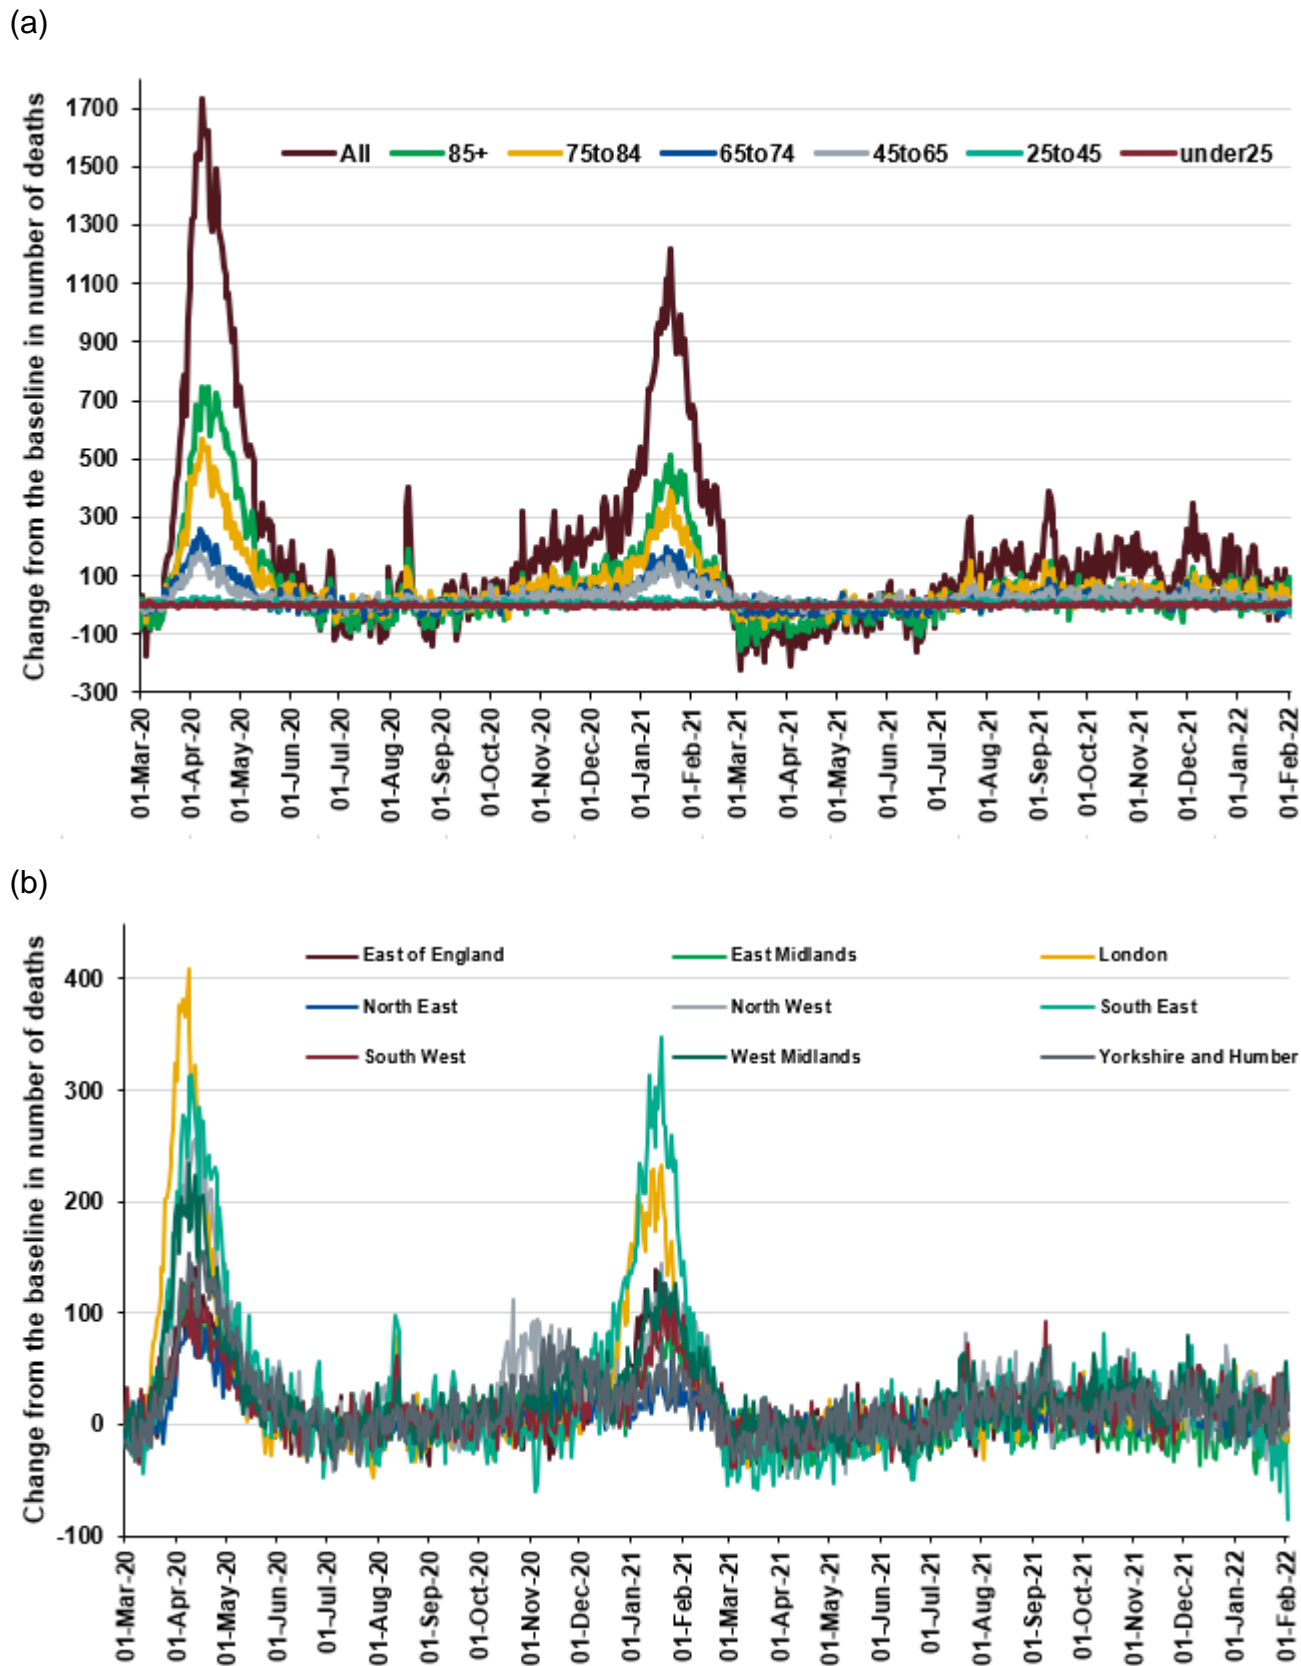 (a)
Change from the baseline in number of deaths
1700
1500
1300
1100
900
700
500
300
100
-100
-300
All 85+ 75to84 65to74 45to65 25to45 under25
01-Mar-20
01-Apr-20
01-May-20
01-Jun-20
01-Jul-20
01-Aug-20
01-Sep-20
01-Oct-20
01-Nov-20
01-Dec-20
01-Jan-21
01-Feb-21
01-Mar-21
01-Apr-21
01-May-21
01-Jun-21
01-Jul-21
01-Aug-21
01-Sep-21
01-Oct-21
01-Nov-21
01-Dec-21
01-Jan-22
01-Feb-22
(b)
Change from the baseline in number of deaths
400
300
200
100
0
-100
East of England East Midlands London
North East North West South East
South West West Midlands Yorkshire and Humber
01-Mar-20
01-Apr-20
01-May-20
01-Jun-20
01-Jul-20
01-Aug-20
01-Sep-20
01-Oct-20
01-Nov-20
01-Dec-20
01-Jan-21
01-Feb-21
01-Mar-21
01-Apr-21
01-May-21
01-Jun-21
01-Jul-21
01-Aug-21
01-Sep-21
01-Oct-21
01-Nov-21
01-Dec-21
01-Jan-22
01-Feb-22